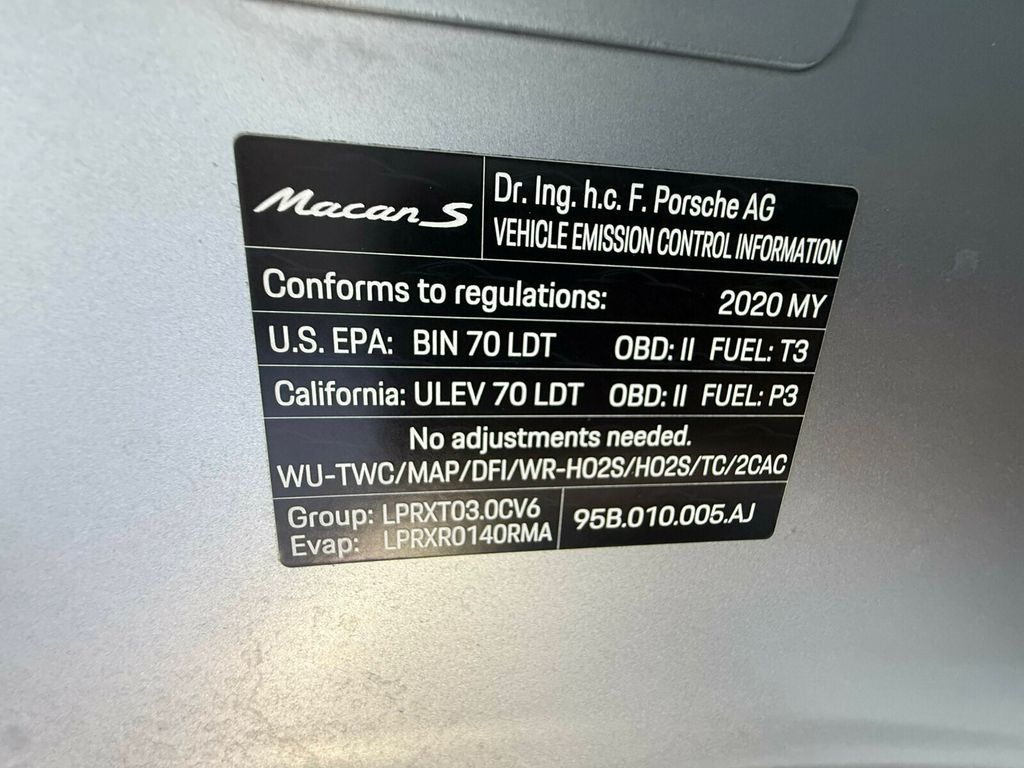 Macan S
Dr. Ing. h.c. F. Porsche AG
VEHICLE EMISSION CONTROL INFORMATION
Conforms to regulations: 2020 MY
U.S. EPA: BIN 70 LDT OBD: II FUEL: T3
California: ULEV 70 LDT OBD: II FUEL: P3
No adjustments needed.
WU-TWC/MAP/DFI/WR-HO2S/HO2S/TC/2CAC
Group: LPRXT03.0CV6
Evap: LPRXR0140RMA
95B.010.005.AJ